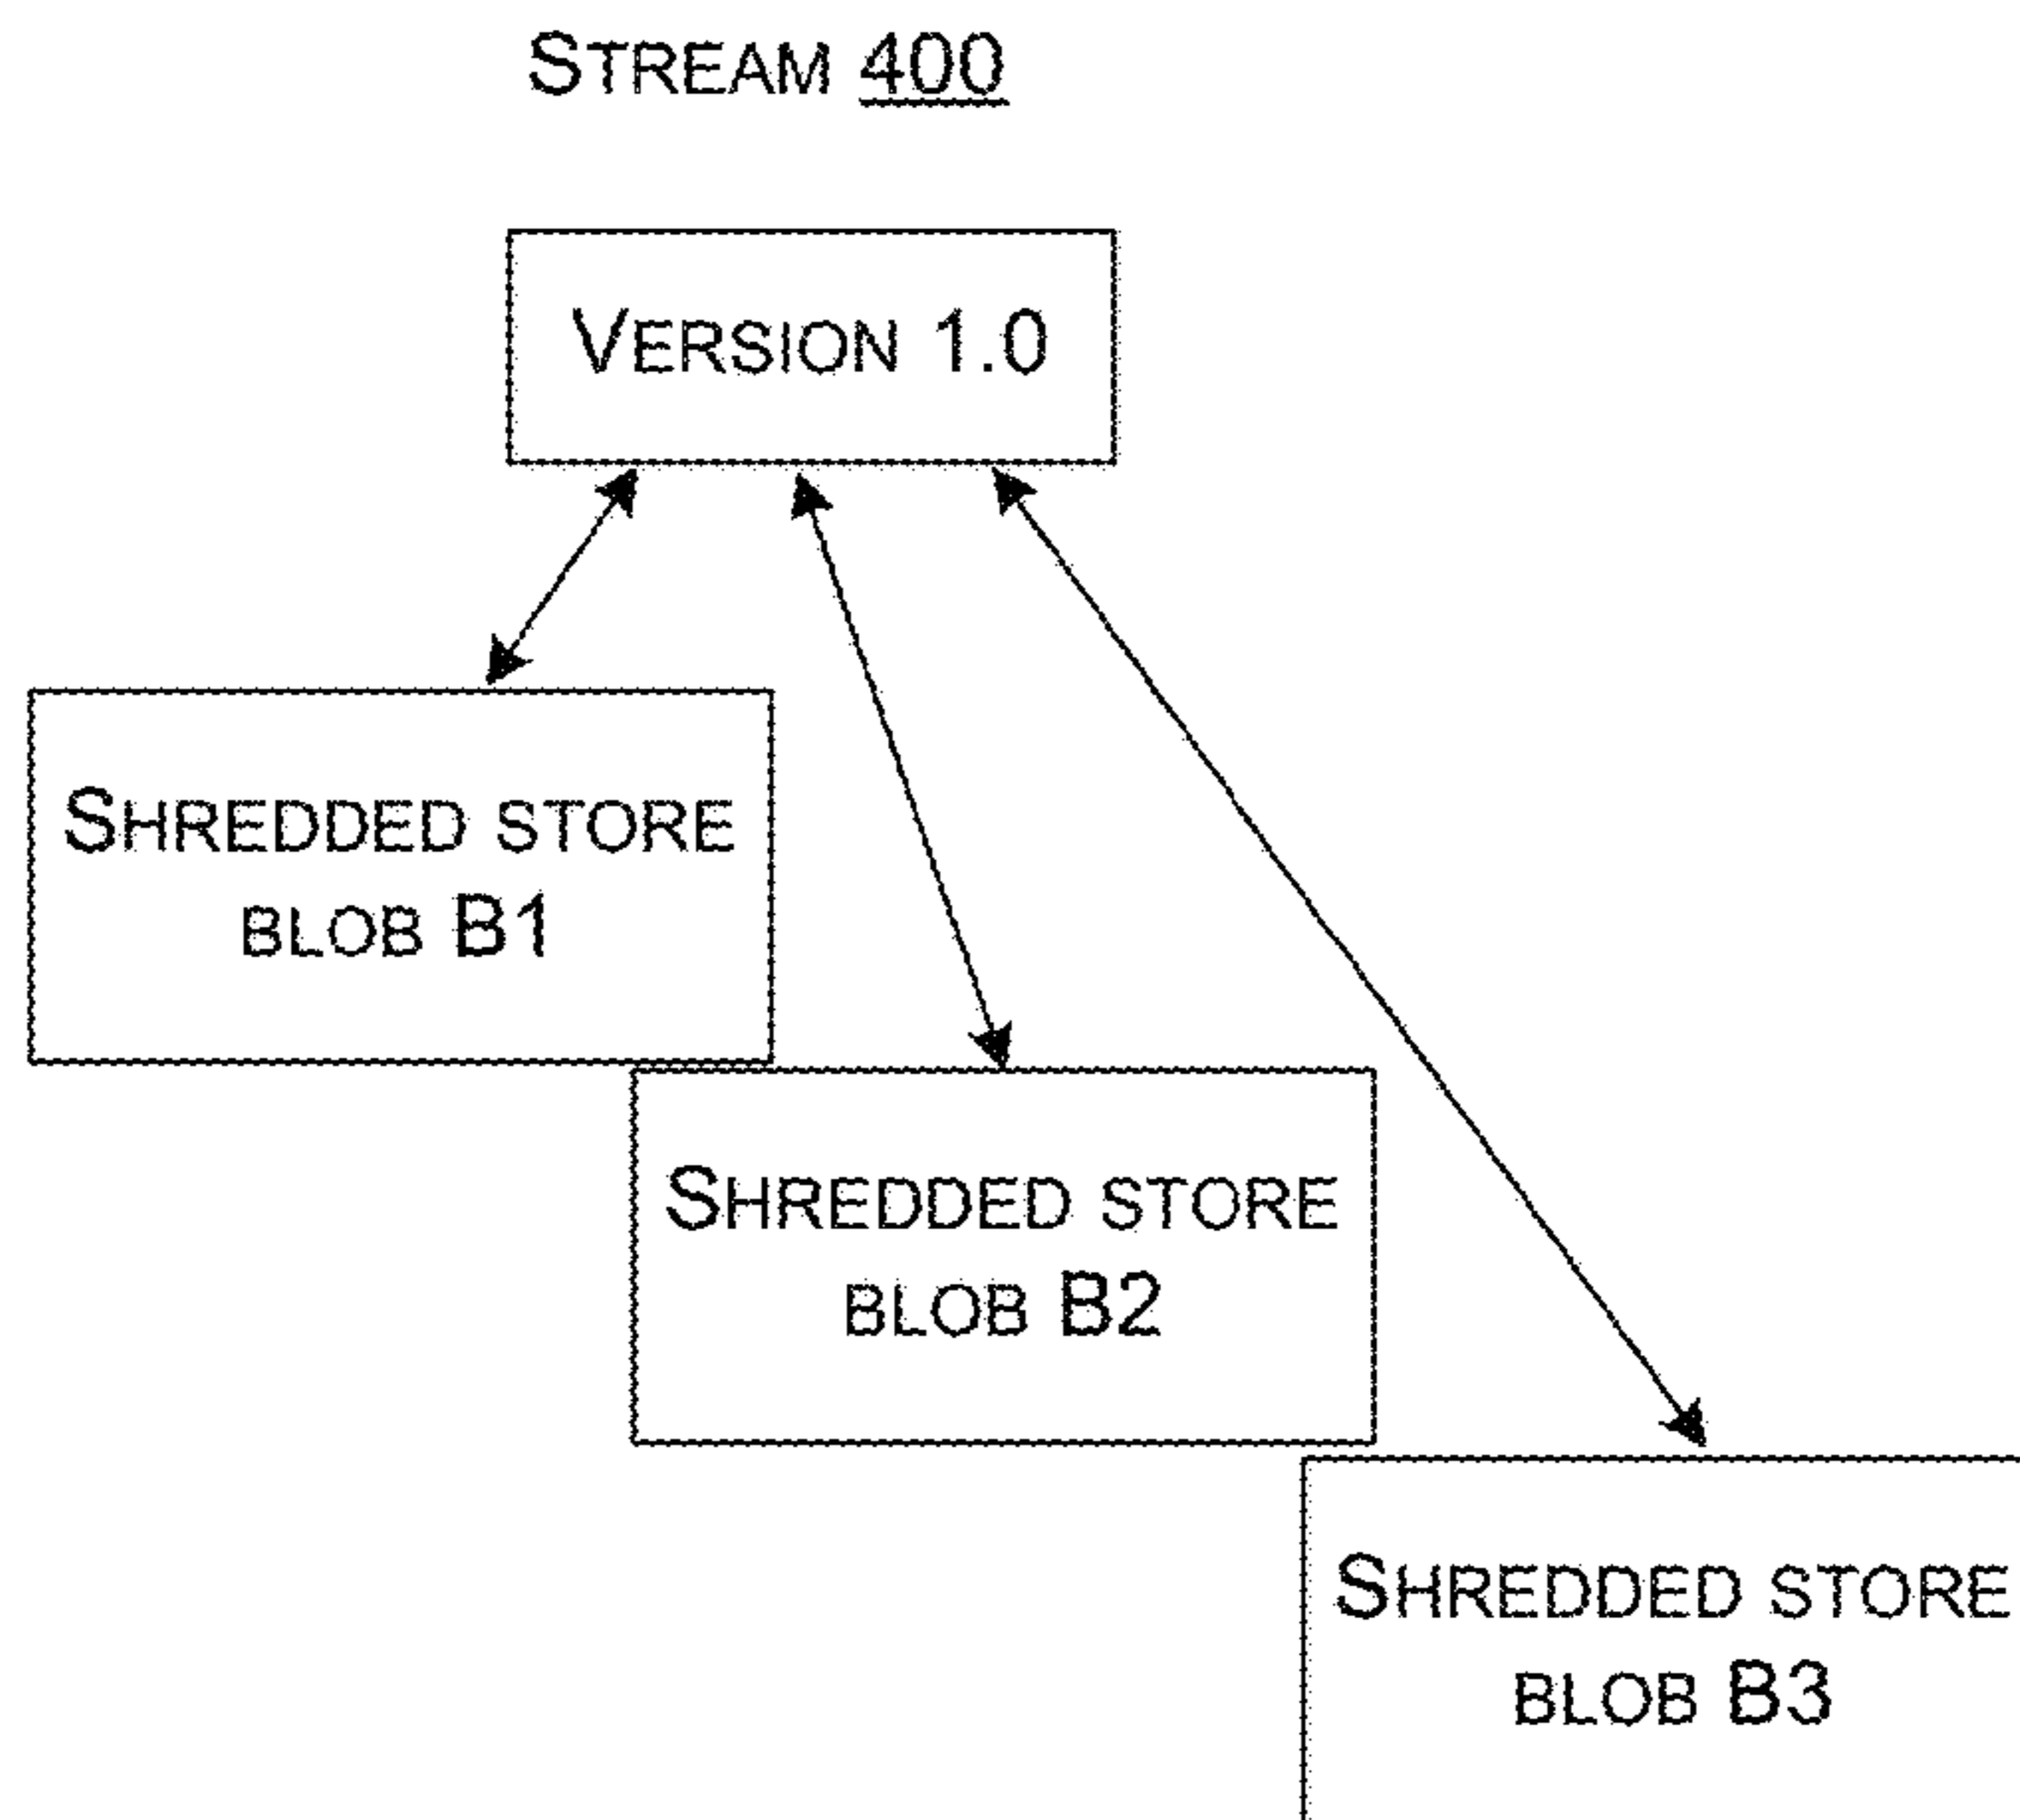 STREAM 400
VERSION 1.0
SHREDDED STORE
BLOB B1
SHREDDED STORE
BLOB B2
SHREDDED STORE
BLOB B3